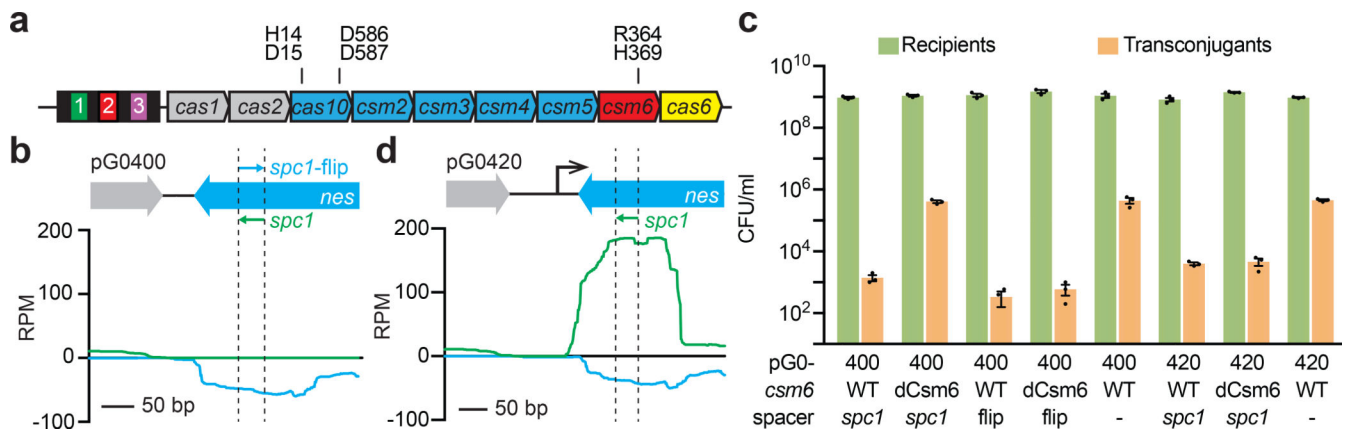 a
H14
D15
D586
D587
R364
H369
1 2 3 cas1 cas2 cas10 csm2 csm3 csm4 csm5 csm6 cas6
b
pG0400
spc1-flip
nes
spc1
200
100
0
-100
RPM
50 bp
d
pG0420
nes
spc1
200
100
0
-100
RPM
50 bp
c
Recipients Transconjugants
10^10
10^8
10^6
10^4
10^2
CFU/ml
pG0- 400 400 400 400 400 420 420 420
csm6 WT dCsm6 WT dCsm6 WT WT dCsm6 WT
spacer spc1 spc1 flip flip - spc1 spc1 -